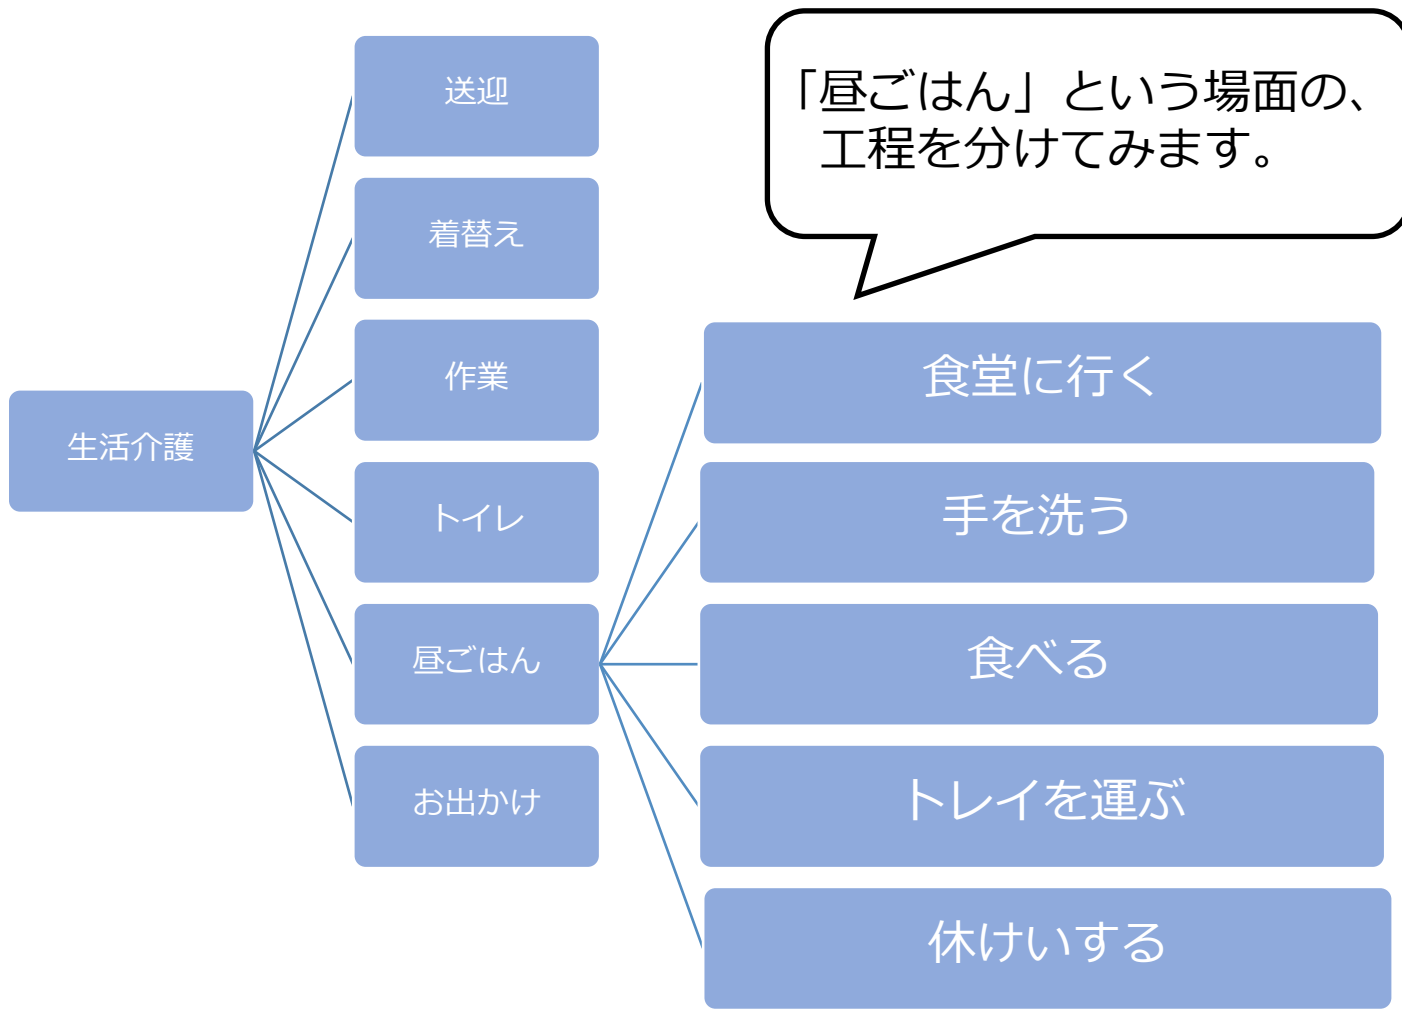 「昼ごはん」という場面の、
工程を分けてみます。
生活介護
送迎
着替え
作業
トイレ
昼ごはん
お出かけ
食堂に行く
手を洗う
食べる
トレイを運ぶ
休けいする